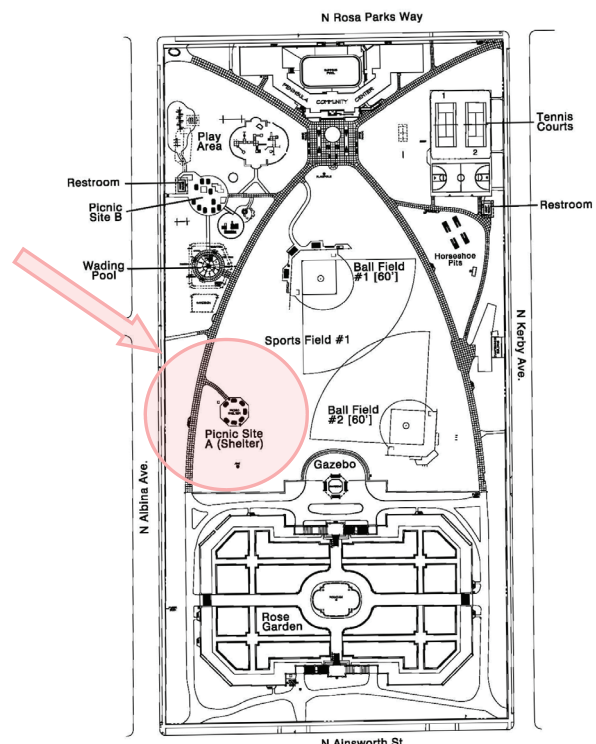 N Rosa Parks Way
PENINSULA
COMMUNITY
CENTER
1
2
Tennis
Courts
Play
Area
Restroom
Picnic
Site B
Restroom
Wading
Pool
Horseshoe
Pits
Ball Field
#1 [60']
Sports Field #1
N Kerby Ave.
Ball Field
#2 [60']
Picnic Site
A (Shelter)
Gazebo
N Albina Ave.
Rose
Garden
N Ainsworth St